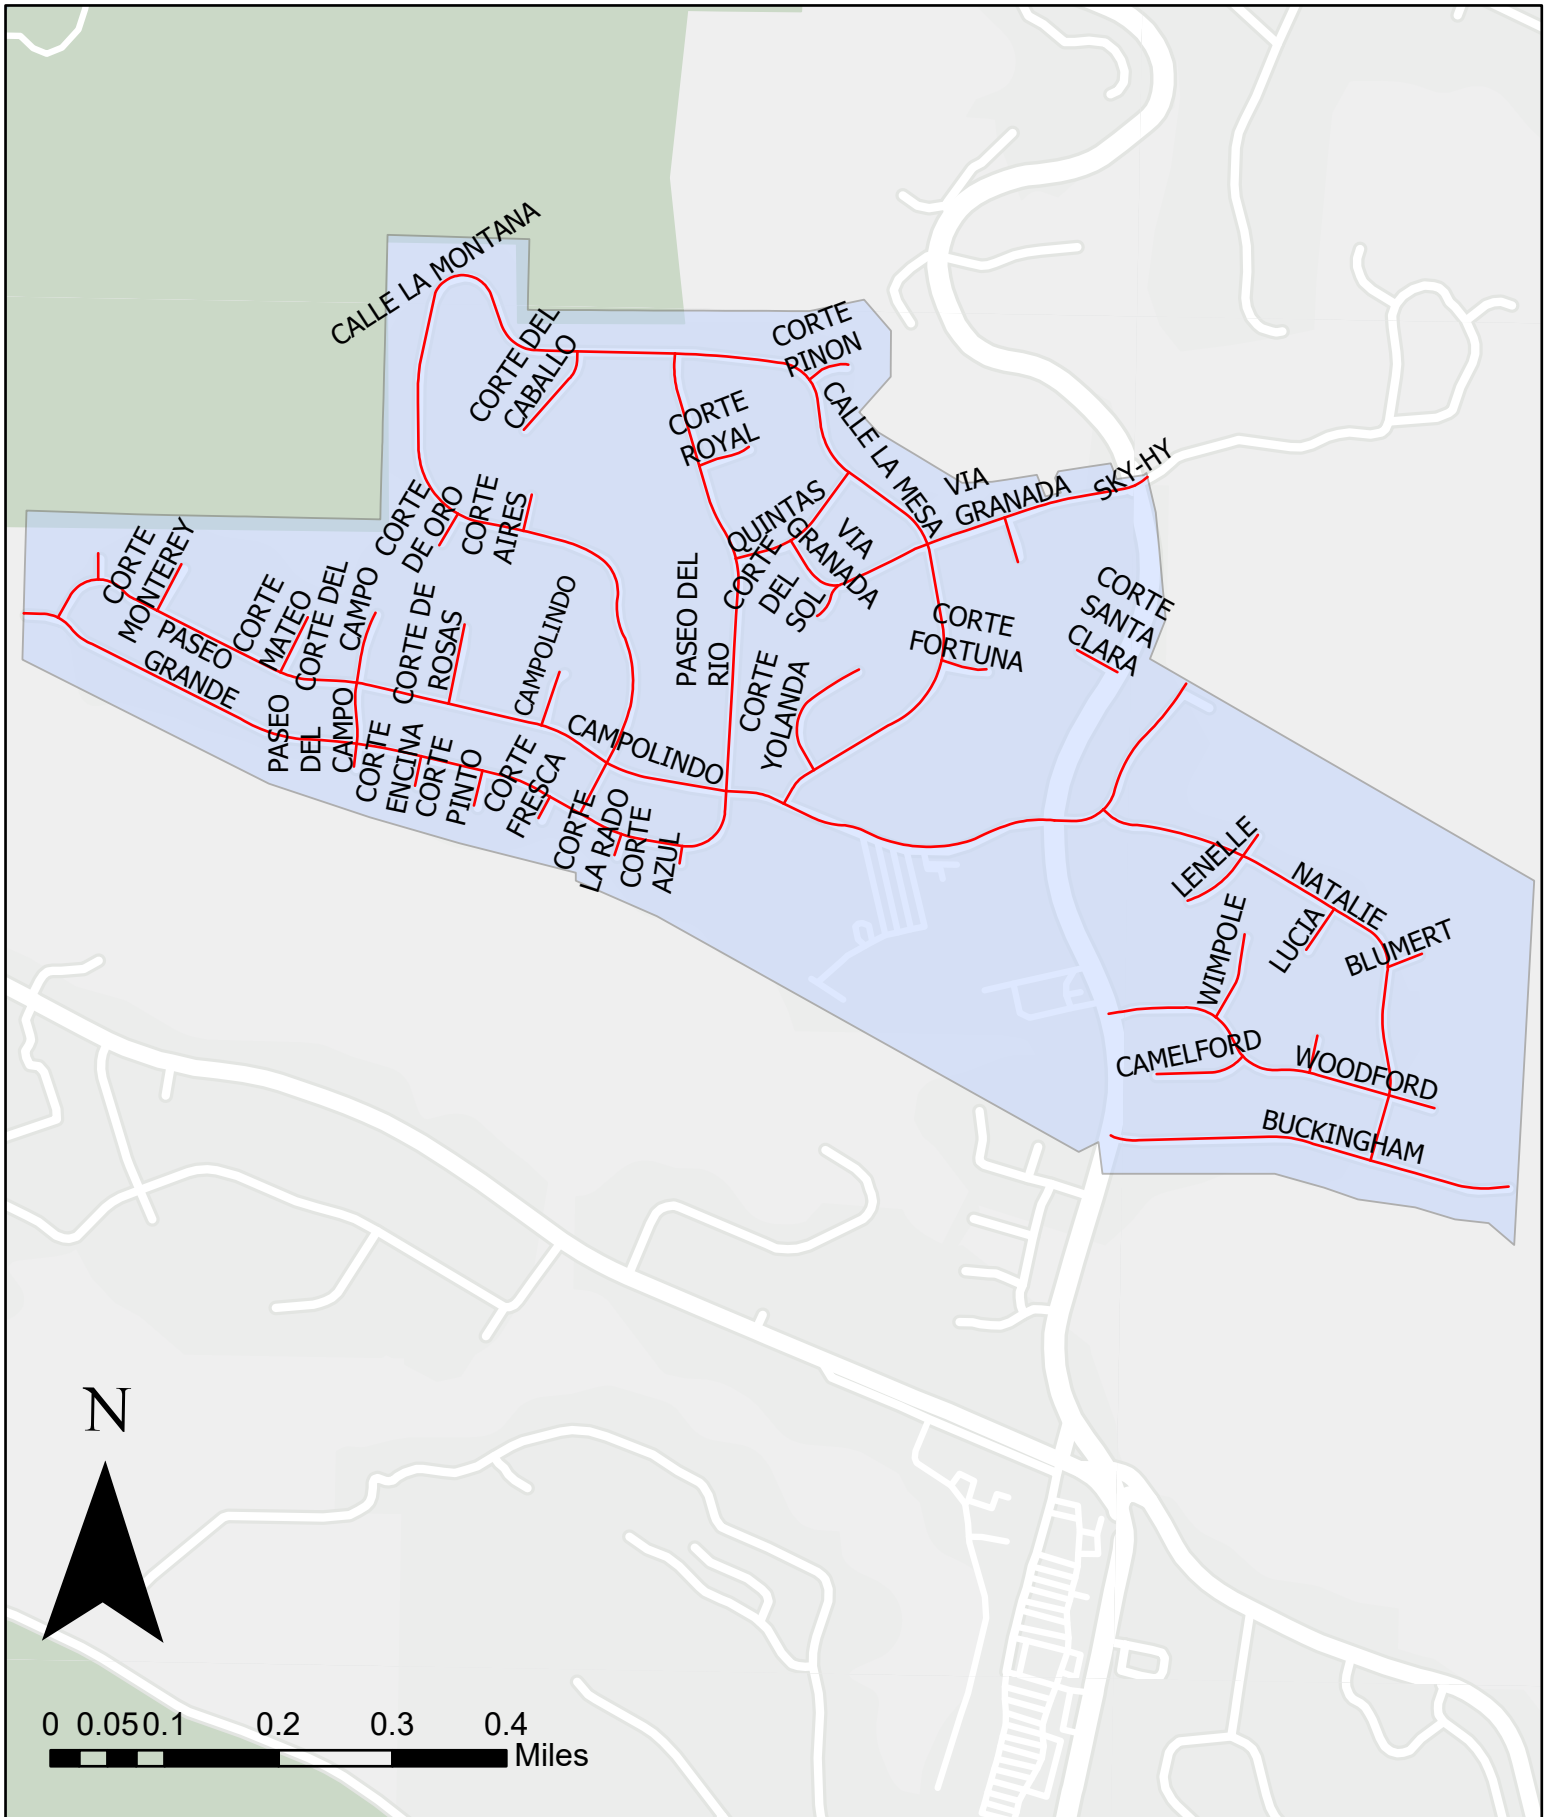 CALLE LA MONTANA
CORTE DEL
CABALLO
CORTE
PINON
CORTE
ROYAL
CALLE LA MESA
VIA
GRANADA
SKY-HY
CORTE
DE ORO
CORTE
AIRES
QUINTAS
VIA
GRANADA
CORTE
DEL
SOL
CORTE
MONTEREY
CORTE
MATEO
CORTE DEL
CAMPO
CORTE DE
ROSAS
CAMPOLINDO
PASEO DEL
RIO
CORTE
SANTA
CLARA
CORTE
FORTUNA
CORTE
YOLANDA
PASEO
GRANDE
PASEO
DEL
CAMPO
CORTE
ENCINA
CORTE
PINTO
CORTE
FRESCA
CAMPOLINDO
CORTE
LA RADO
CORTE
AZUL
LENELLE
NATALIE
LUCIA
BLUMERT
WIMPOLE
CAMELFORD
WOODFORD
BUCKINGHAM
N
0 0.05 0.1 0.2 0.3 0.4
Miles